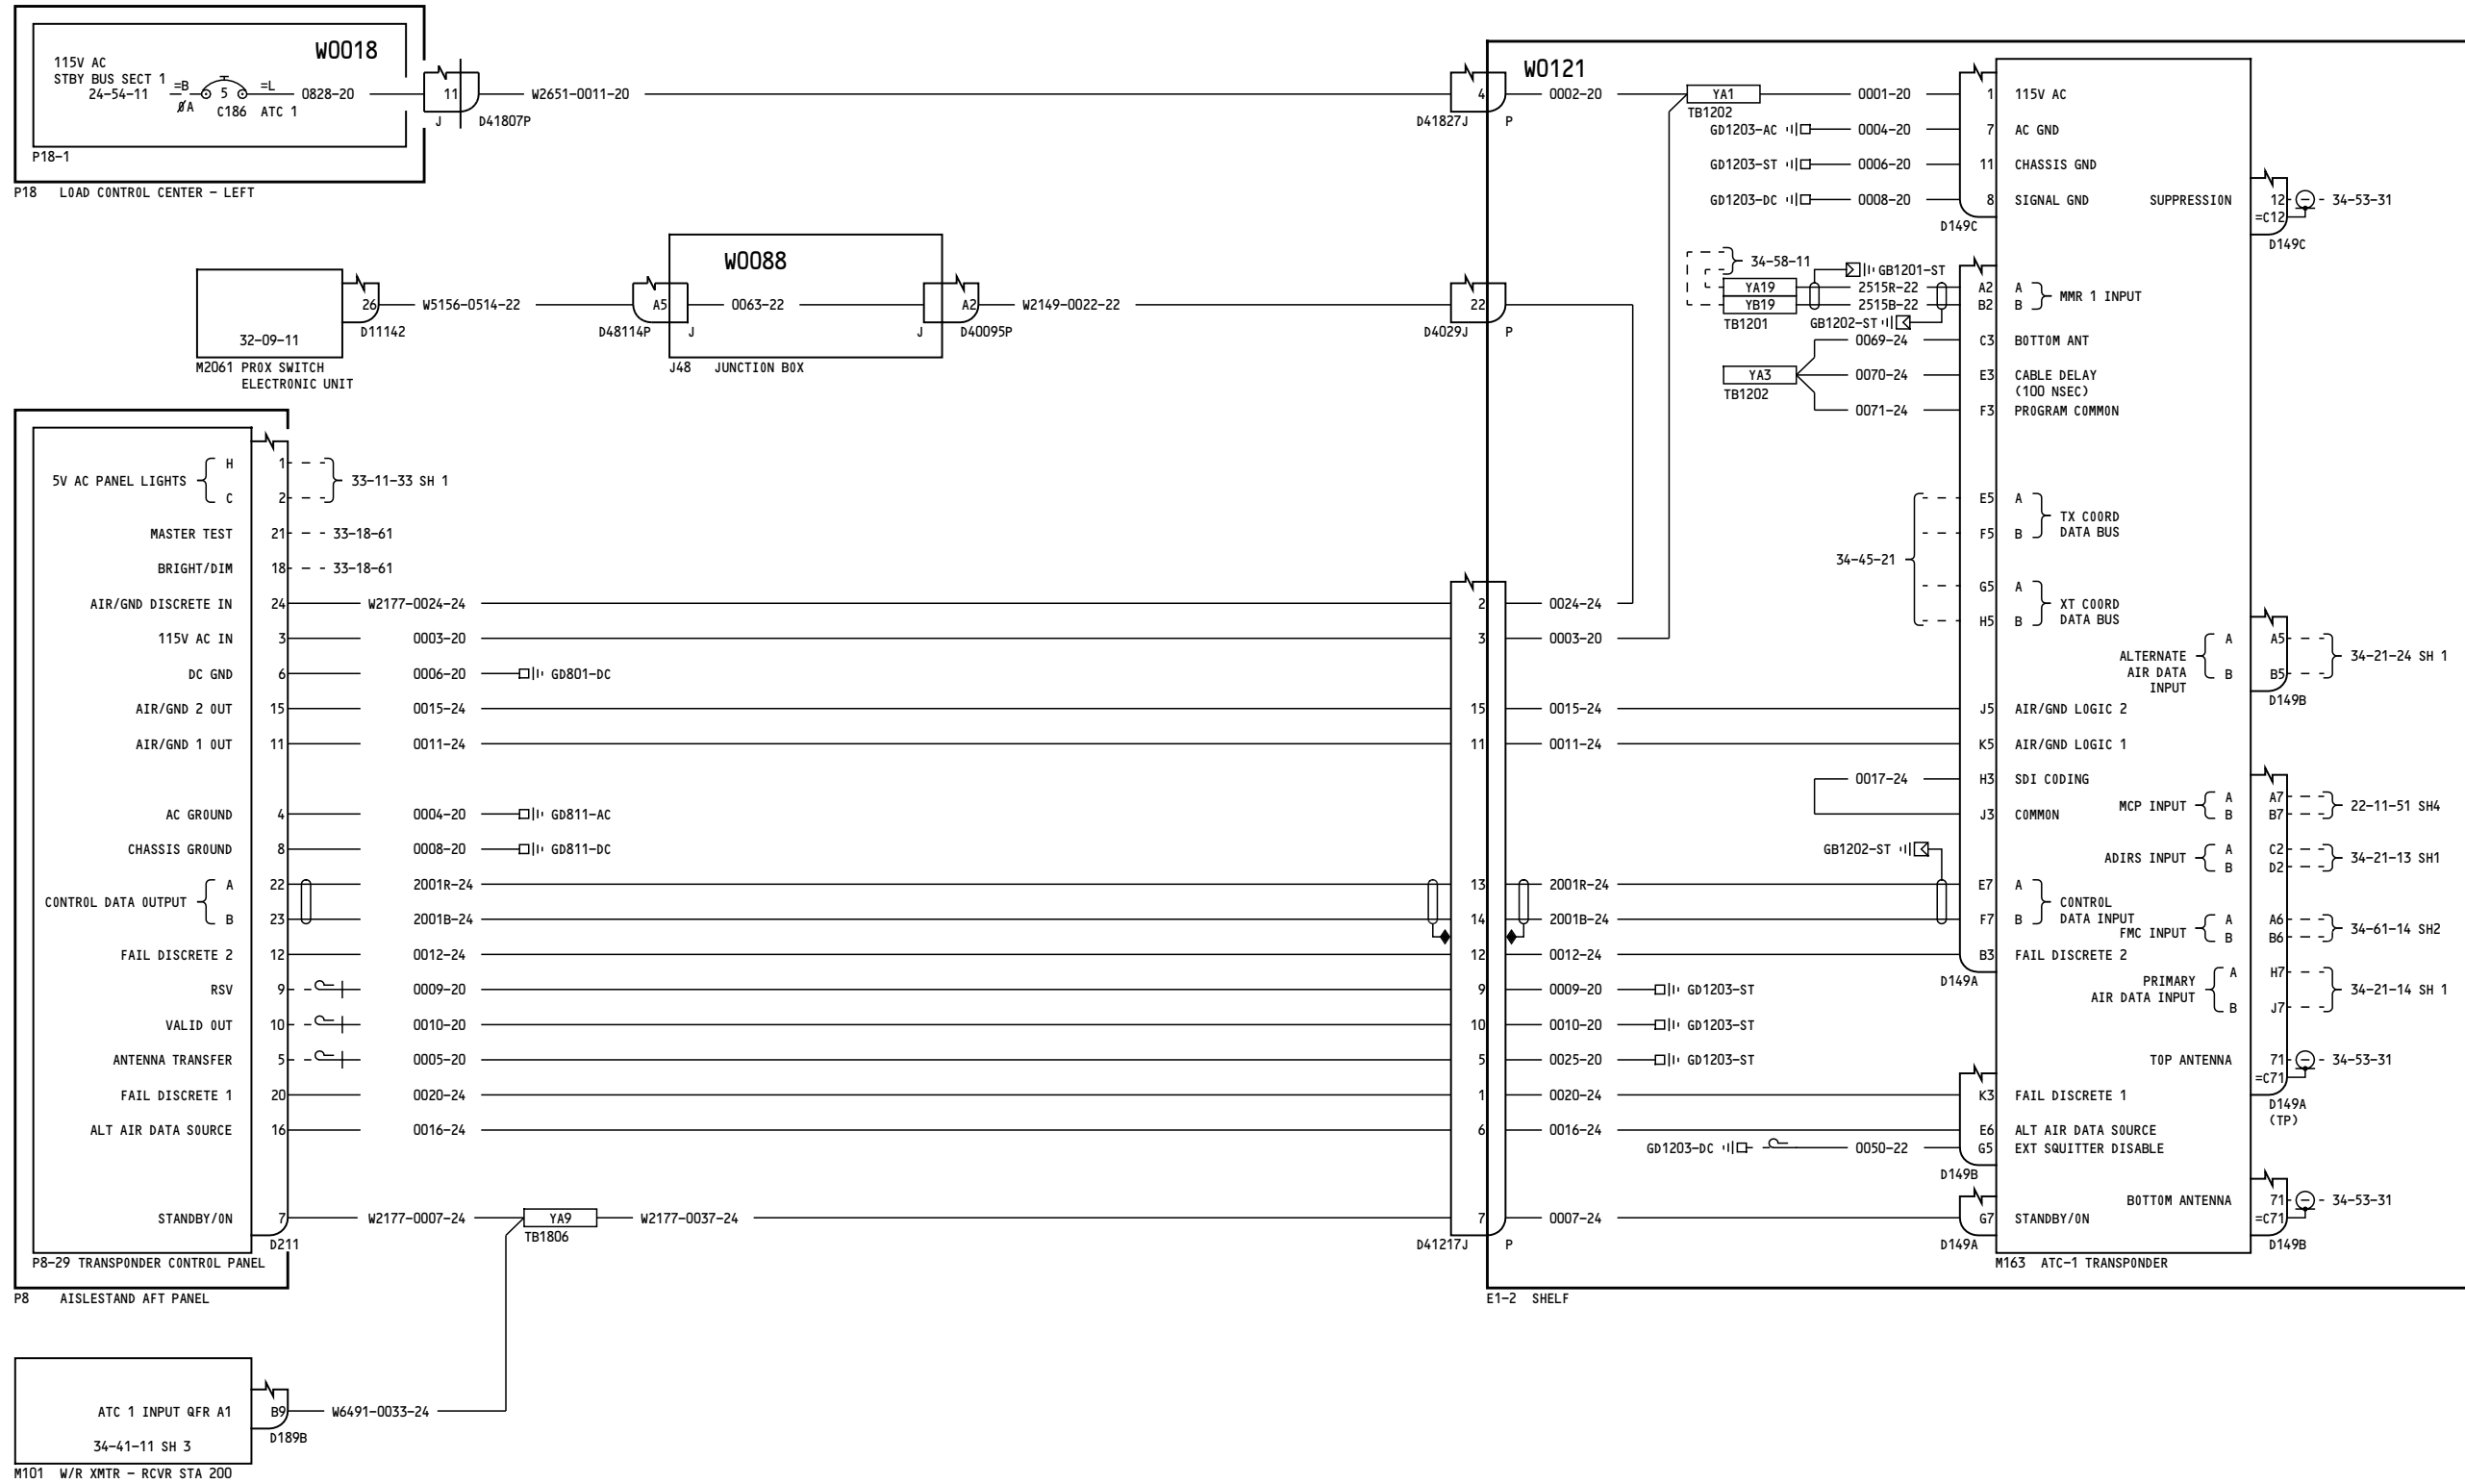 W0018
115V AC
STBY BUS SECT 1
24-54-11
=B
ØA
5
C186
=L
ATC 1
0828-20
P18-1
P18 LOAD CONTROL CENTER - LEFT
11
J
D41807P
W2651-0011-20
4
D41827J
P
W0121
0002-20
YA1
TB1202
0001-20
1
115V AC
GD1203-AC
0004-20
7
AC GND
GD1203-ST
0006-20
11
CHASSIS GND
GD1203-DC
0008-20
8
SIGNAL GND
D149C
SUPPRESSION
12
=C12
34-53-31
D149C
32-09-11
M2061 PROX SWITCH
ELECTRONIC UNIT
26
D11142
W5156-0514-22
A5
D48114P
J
W0088
0063-22
J48 JUNCTION BOX
A2
J
D40095P
W2149-0022-22
22
D4029J
P
34-58-11
YA19
YB19
TB1201
GB1201-ST
2515R-22
2515B-22
GB1202-ST
A2
B2
A
B
MMR 1 INPUT
0069-24
C3
BOTTOM ANT
YA3
TB1202
0070-24
E3
CABLE DELAY
(100 NSEC)
0071-24
F3
PROGRAM COMMON
34-45-21
E5
A
F5
B
TX COORD
DATA BUS
G5
A
H5
B
XT COORD
DATA BUS
ALTERNATE
AIR DATA
INPUT
A
B
A5
B5
34-21-24 SH 1
D149B
5V AC PANEL LIGHTS
H
C
1
2
33-11-33 SH 1
MASTER TEST
21
33-18-61
BRIGHT/DIM
18
33-18-61
AIR/GND DISCRETE IN
24
W2177-0024-24
2
0024-24
115V AC IN
3
0003-20
3
0003-20
DC GND
6
0006-20
GD801-DC
AIR/GND 2 OUT
15
0015-24
15
0015-24
J5
AIR/GND LOGIC 2
AIR/GND 1 OUT
11
0011-24
11
0011-24
K5
AIR/GND LOGIC 1
0017-24
H3
SDI CODING
J3
COMMON
MCP INPUT
A
B
A7
B7
22-11-51 SH4
AC GROUND
4
0004-20
GD811-AC
CHASSIS GROUND
8
0008-20
GD811-DC
GB1202-ST
ADIRS INPUT
A
B
C2
D2
34-21-13 SH1
CONTROL DATA OUTPUT
A
B
22
23
2001R-24
2001B-24
13
14
2001R-24
2001B-24
E7
F7
A
B
CONTROL
DATA INPUT
FMC INPUT
A
B
A6
B6
34-61-14 SH2
FAIL DISCRETE 2
12
0012-24
12
0012-24
B3
FAIL DISCRETE 2
D149A
PRIMARY
AIR DATA INPUT
A
B
H7
J7
34-21-14 SH 1
RSV
9
0009-20
9
0009-20
GD1203-ST
VALID OUT
10
0010-20
10
0010-20
GD1203-ST
ANTENNA TRANSFER
5
0005-20
5
0025-20
GD1203-ST
TOP ANTENNA
71
=C71
34-53-31
D149A
(TP)
FAIL DISCRETE 1
20
0020-24
1
0020-24
K3
FAIL DISCRETE 1
ALT AIR DATA SOURCE
16
0016-24
6
0016-24
E6
ALT AIR DATA SOURCE
GD1203-DC
0050-22
G5
EXT SQUITTER DISABLE
D149B
BOTTOM ANTENNA
71
=C71
34-53-31
D149B
STANDBY/ON
7
W2177-0007-24
YA9
TB1806
W2177-0037-24
7
0007-24
G7
STANDBY/ON
D211
D41217J
P
D149A
P8-29 TRANSPONDER CONTROL PANEL
M163 ATC-1 TRANSPONDER
P8 AISLESTAND AFT PANEL
E1-2 SHELF
ATC 1 INPUT QFR A1
B9
W6491-0033-24
34-41-11 SH 3
D189B
M101 W/R XMTR - RCVR STA 200